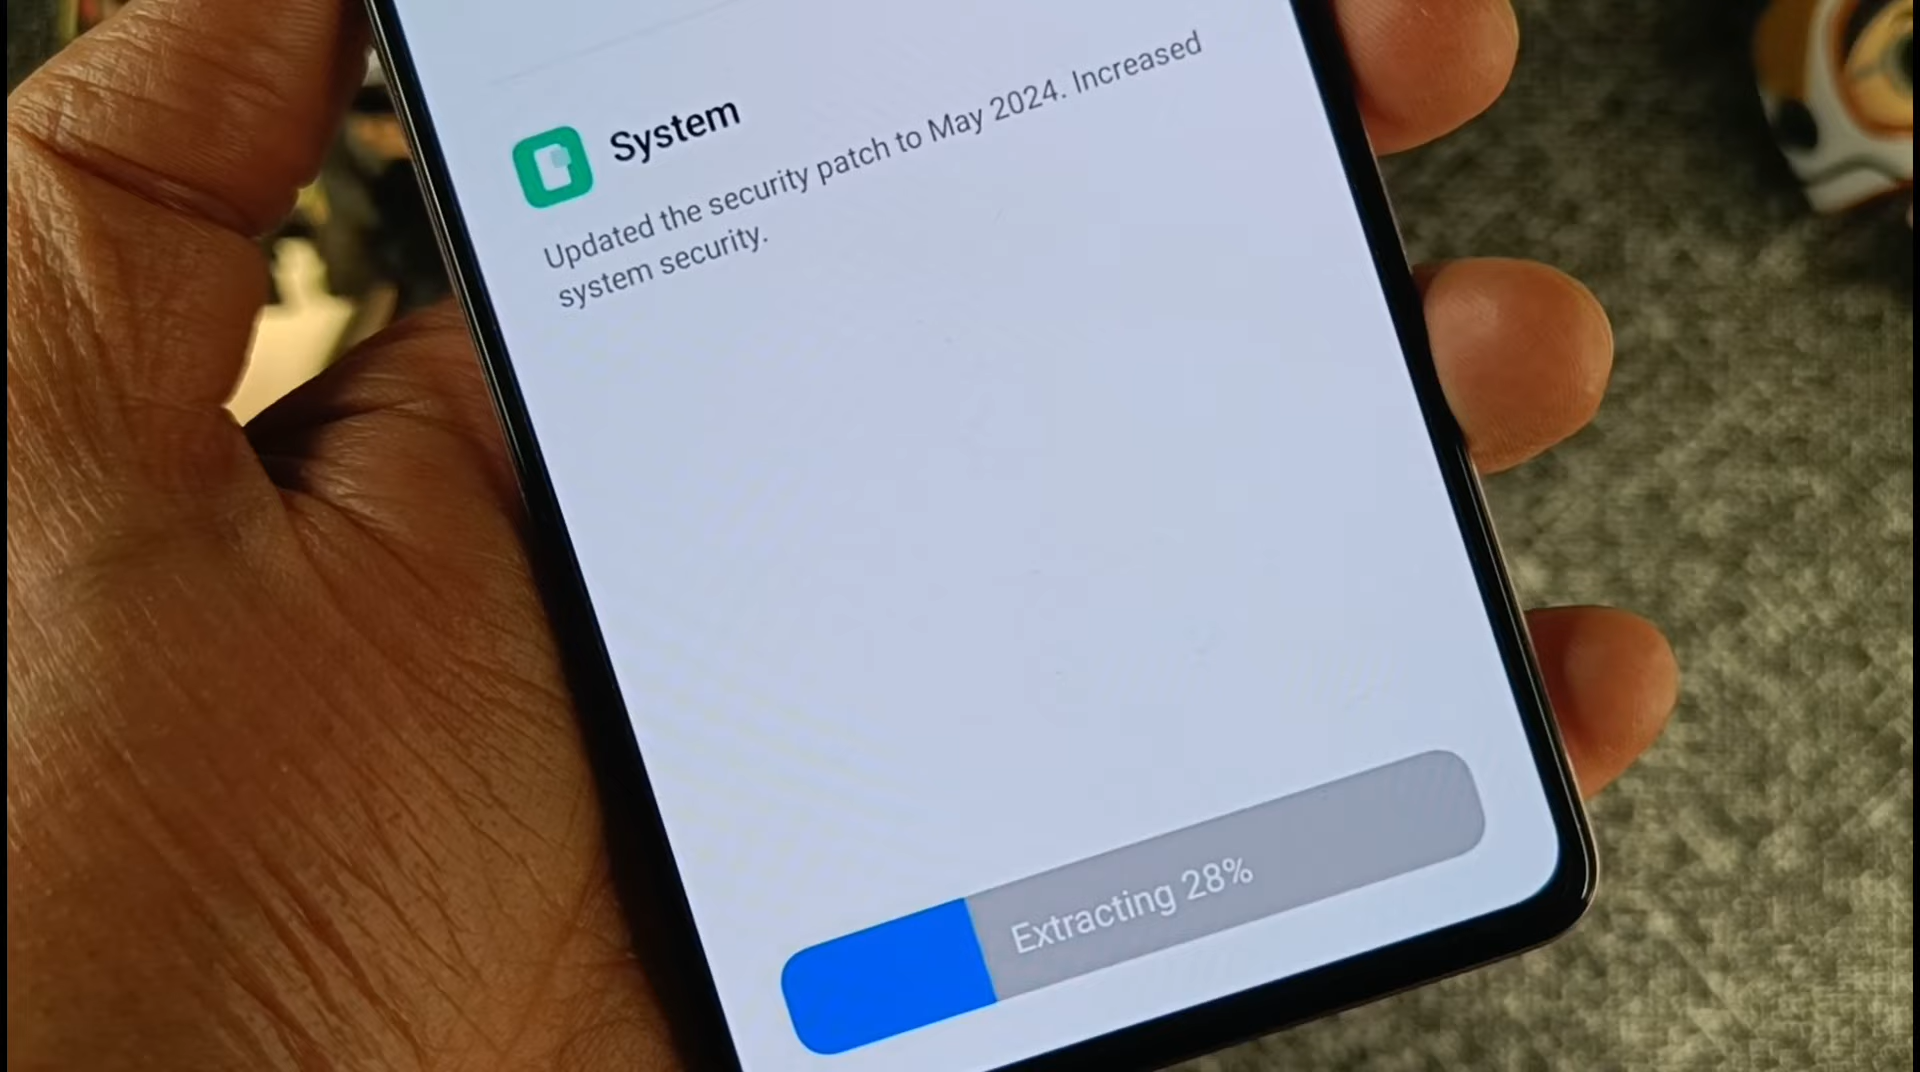 System
Updated the security patch to May 2024. Increased
system security.
Extracting 28%